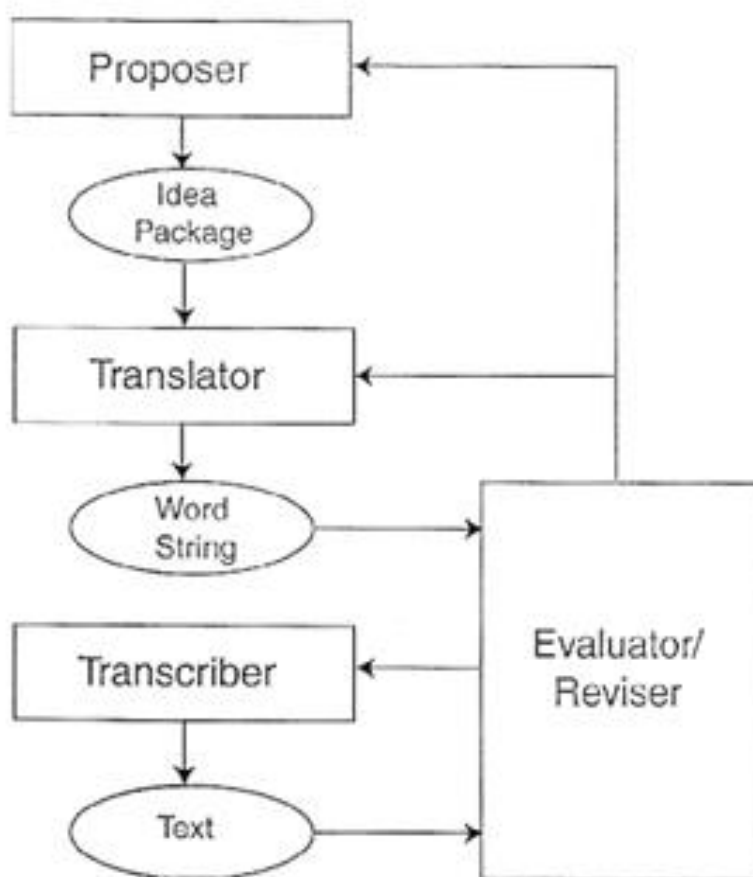 Proposer
Idea
Package
Translator
Word
String
Transcriber
Evaluator/
Reviser
Text